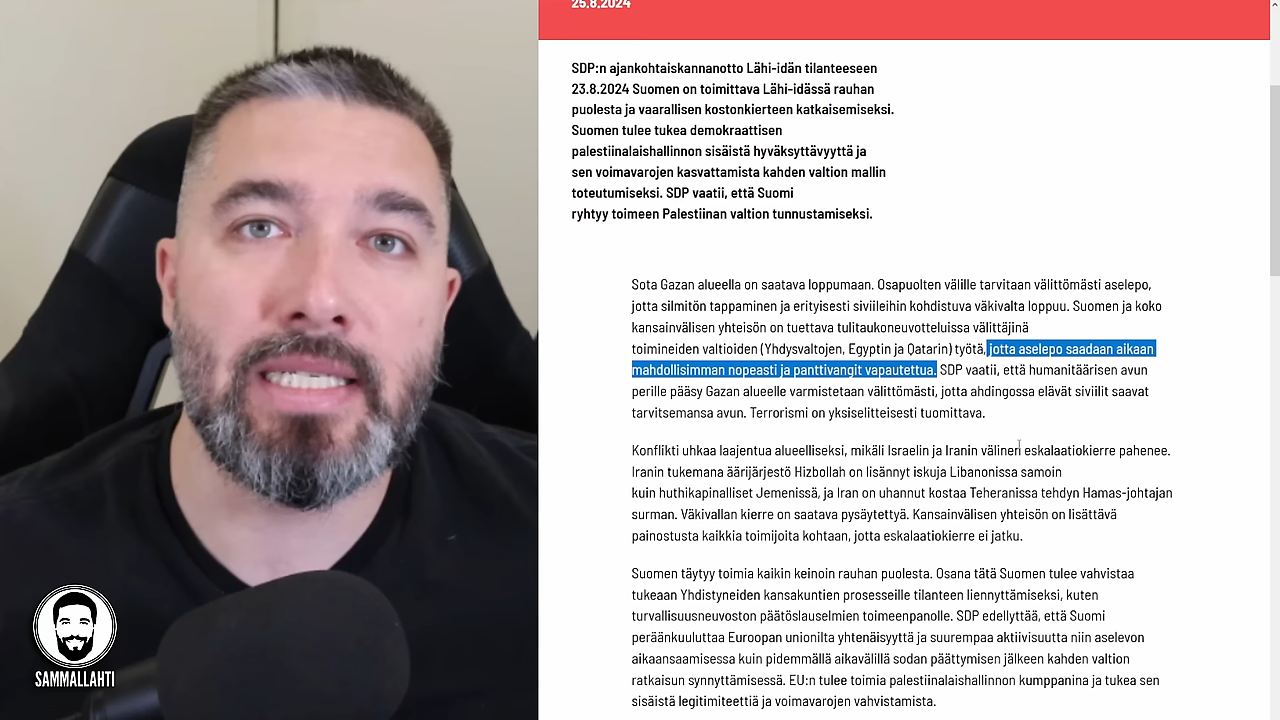 25.8.2024
SDP:n ajankohtaiskannanotto Lähi-idän tilanteeseen
23.8.2024 Suomen on toimittava Lähi-idässä rauhan
puolesta ja vaarallisen kostonkierteen katkaisemiseksi.
Suomen tulee tukea demokraattisen
palestiinalaishallinnon sisäistä hyväksyttävyyttä ja
sen voimavarojen kasvattamista kahden valtion mallin
toteutumiseksi. SDP vaatii, että Suomi
ryhtyy toimeen Palestiinan valtion tunnustamiseksi.
Sota Gazan alueella on saatava loppumaan. Osapuolten välille tarvitaan välittömästi aselepo,
jotta silmitön tappaminen ja erityisesti siviileihin kohdistuva väkivalta loppuu. Suomen ja koko
kansainvälisen yhteisön on tuettava tulitaukoneuvotteluissa välittäjinä
toimineiden valtioiden (Yhdysvaltojen, Egyptin ja Qatarin) työtä, jotta aselepo saadaan aikaan
mahdollisimman nopeasti ja panttivangit vapautettua. SDP vaatii, että humanitäärisen avun
perille pääsy Gazan alueelle varmistetaan välittömästi, jotta ahdingossa elävät siviilit saavat
tarvitsemansa avun. Terrorismi on yksiselitteisesti tuomittava.
Konflikti uhkaa laajentua alueelliseksi, mikäli Israelin ja Iranin välinen eskalaatiokierre pahenee.
Iranin tukemana äärijärjestö Hizbollah on lisännyt iskuja Libanonissa samoin
kuin huthikapinalliset Jemenissä, ja Iran on uhannut kostaa Teheranissa tehdyn Hamas-johtajan
surman. Väkivallan kierre on saatava pysäytettyä. Kansainvälisen yhteisön on lisättävä
painostusta kaikkia toimijoita kohtaan, jotta eskalaatiokierre ei jatku.
Suomen täytyy toimia kaikin keinoin rauhan puolesta. Osana tätä Suomen tulee vahvistaa
tukeaan Yhdistyneiden kansakuntien prosesseille tilanteen liennyttämiseksi, kuten
turvallisuusneuvoston päätöslauselmien toimeenpanolle. SDP edellyttää, että Suomi
peräänkuuluttaa Euroopan unionilta yhtenäisyyttä ja suurempaa aktiivisuutta niin aselevon
aikaansaamisessa kuin pidemmällä aikavälillä sodan päättymisen jälkeen kahden valtion
ratkaisun synnyttämisessä. EU:n tulee toimia palestiinalaishallinnon kumppanina ja tukea sen
sisäistä legitimiteettiä ja voimavarojen vahvistamista.
SAMMALLAHTI